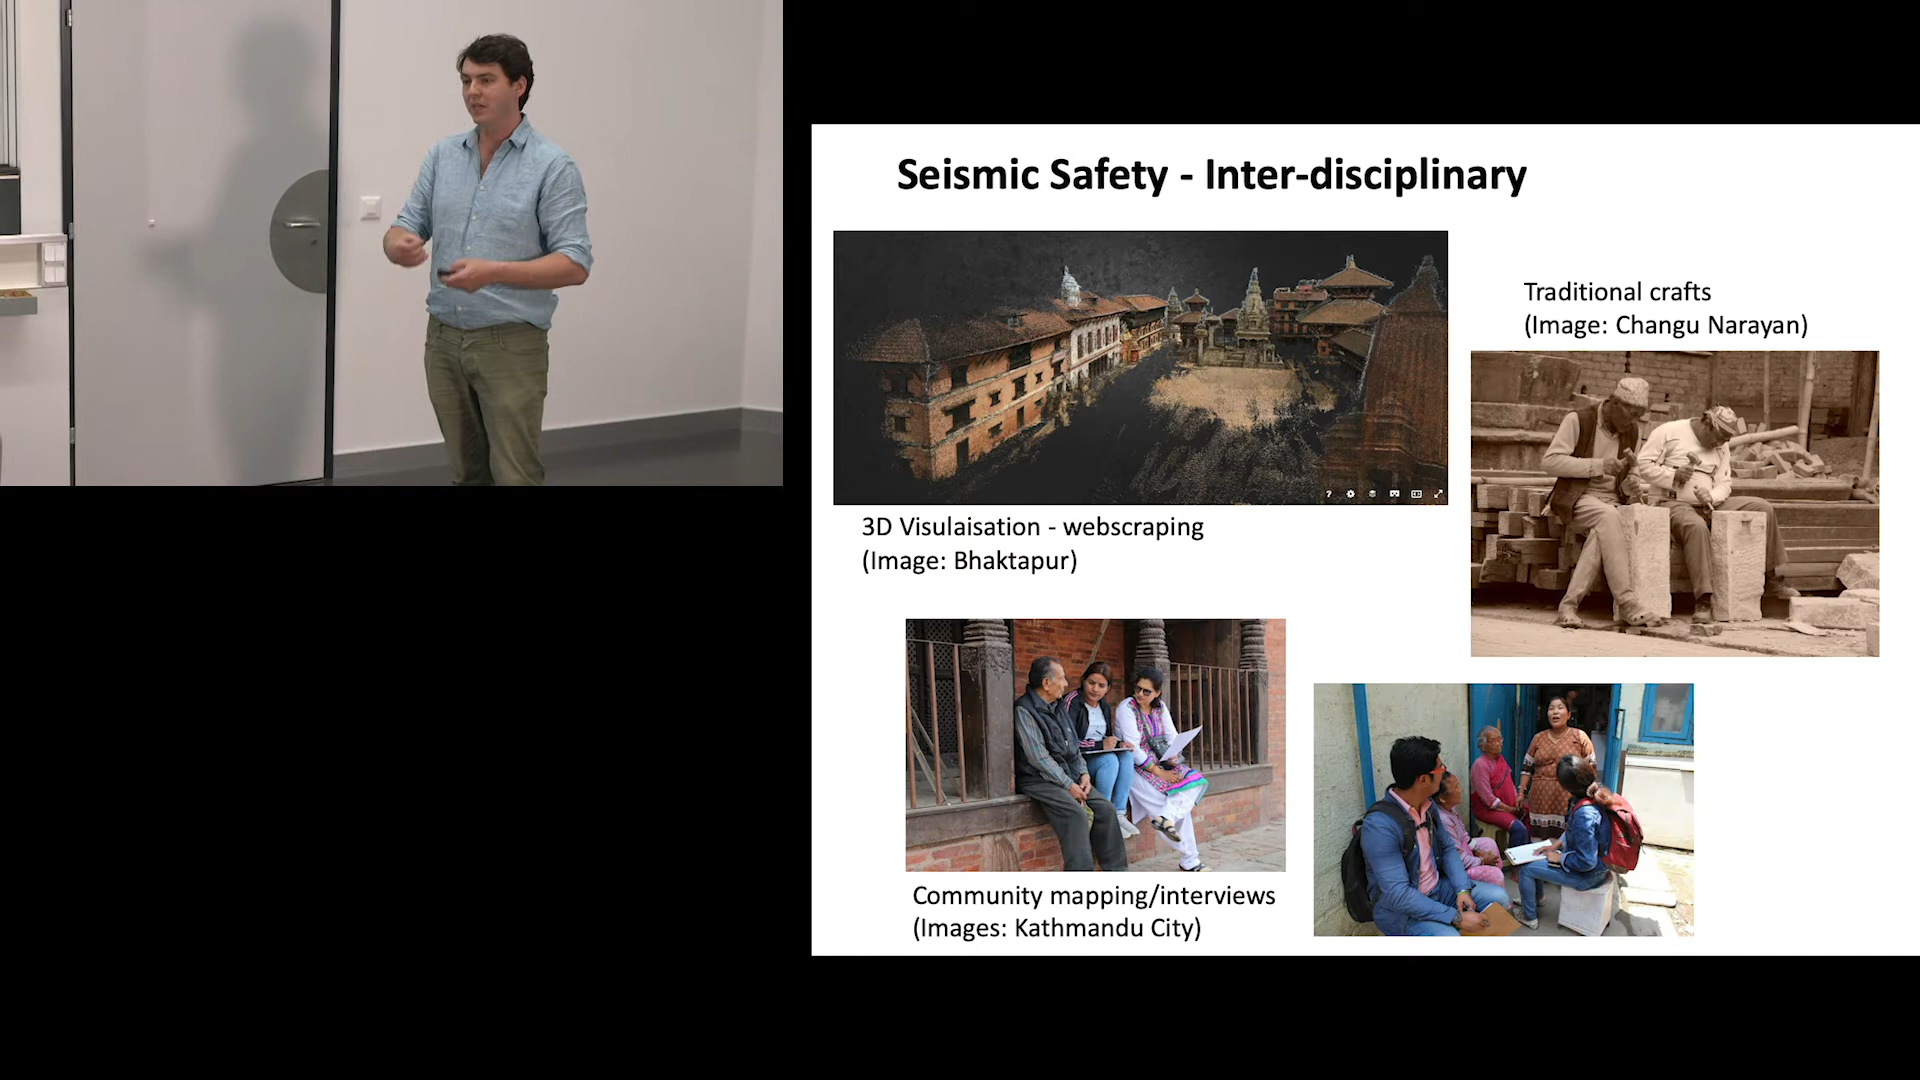 Seismic Safety - Inter-disciplinary
Traditional crafts
(Image: Changu Narayan)
3D Visulaisation - webscraping
(Image: Bhaktapur)
Community mapping/interviews
(Images: Kathmandu City)